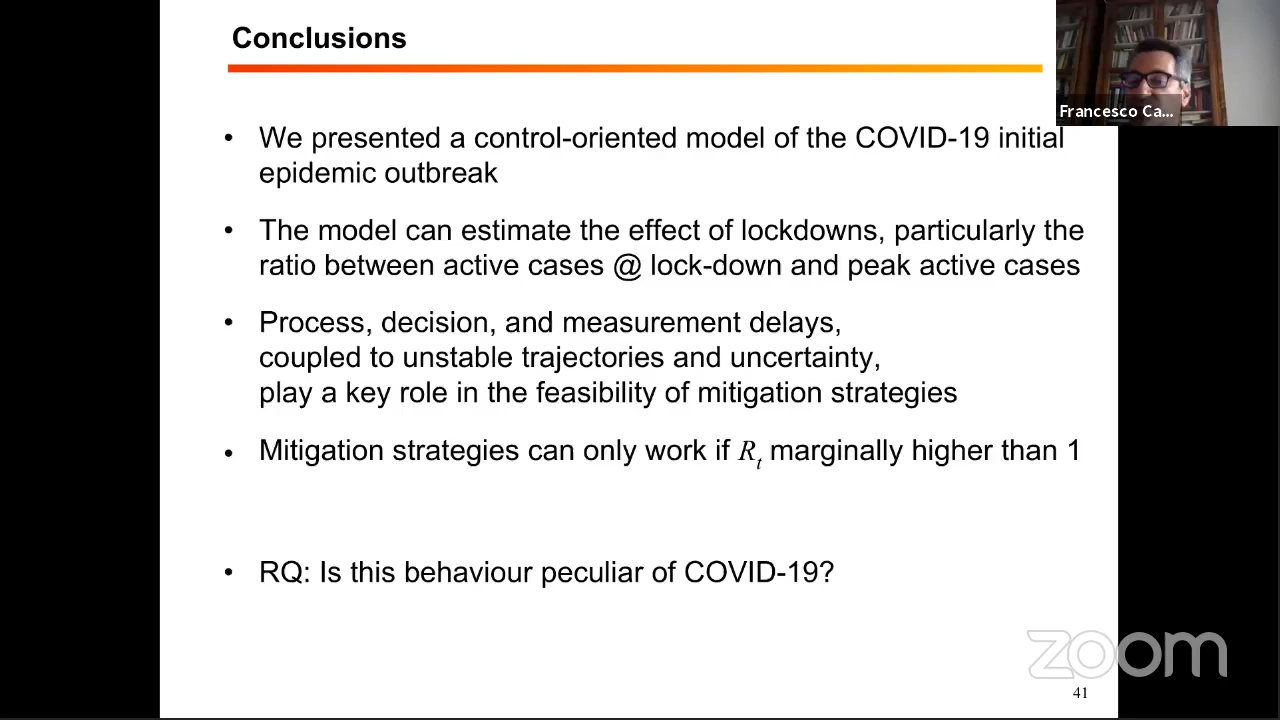 Conclusions
Francesco Ca...
• We presented a control-oriented model of the COVID-19 initial
epidemic outbreak
• The model can estimate the effect of lockdowns, particularly the
ratio between active cases @ lock-down and peak active cases
• Process, decision, and measurement delays,
coupled to unstable trajectories and uncertainty,
play a key role in the feasibility of mitigation strategies
• Mitigation strategies can only work if Rt marginally higher than 1
• RQ: Is this behaviour peculiar of COVID-19?
zoom
41